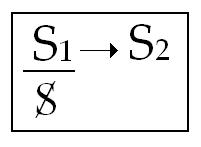 S₁ → S₂
$